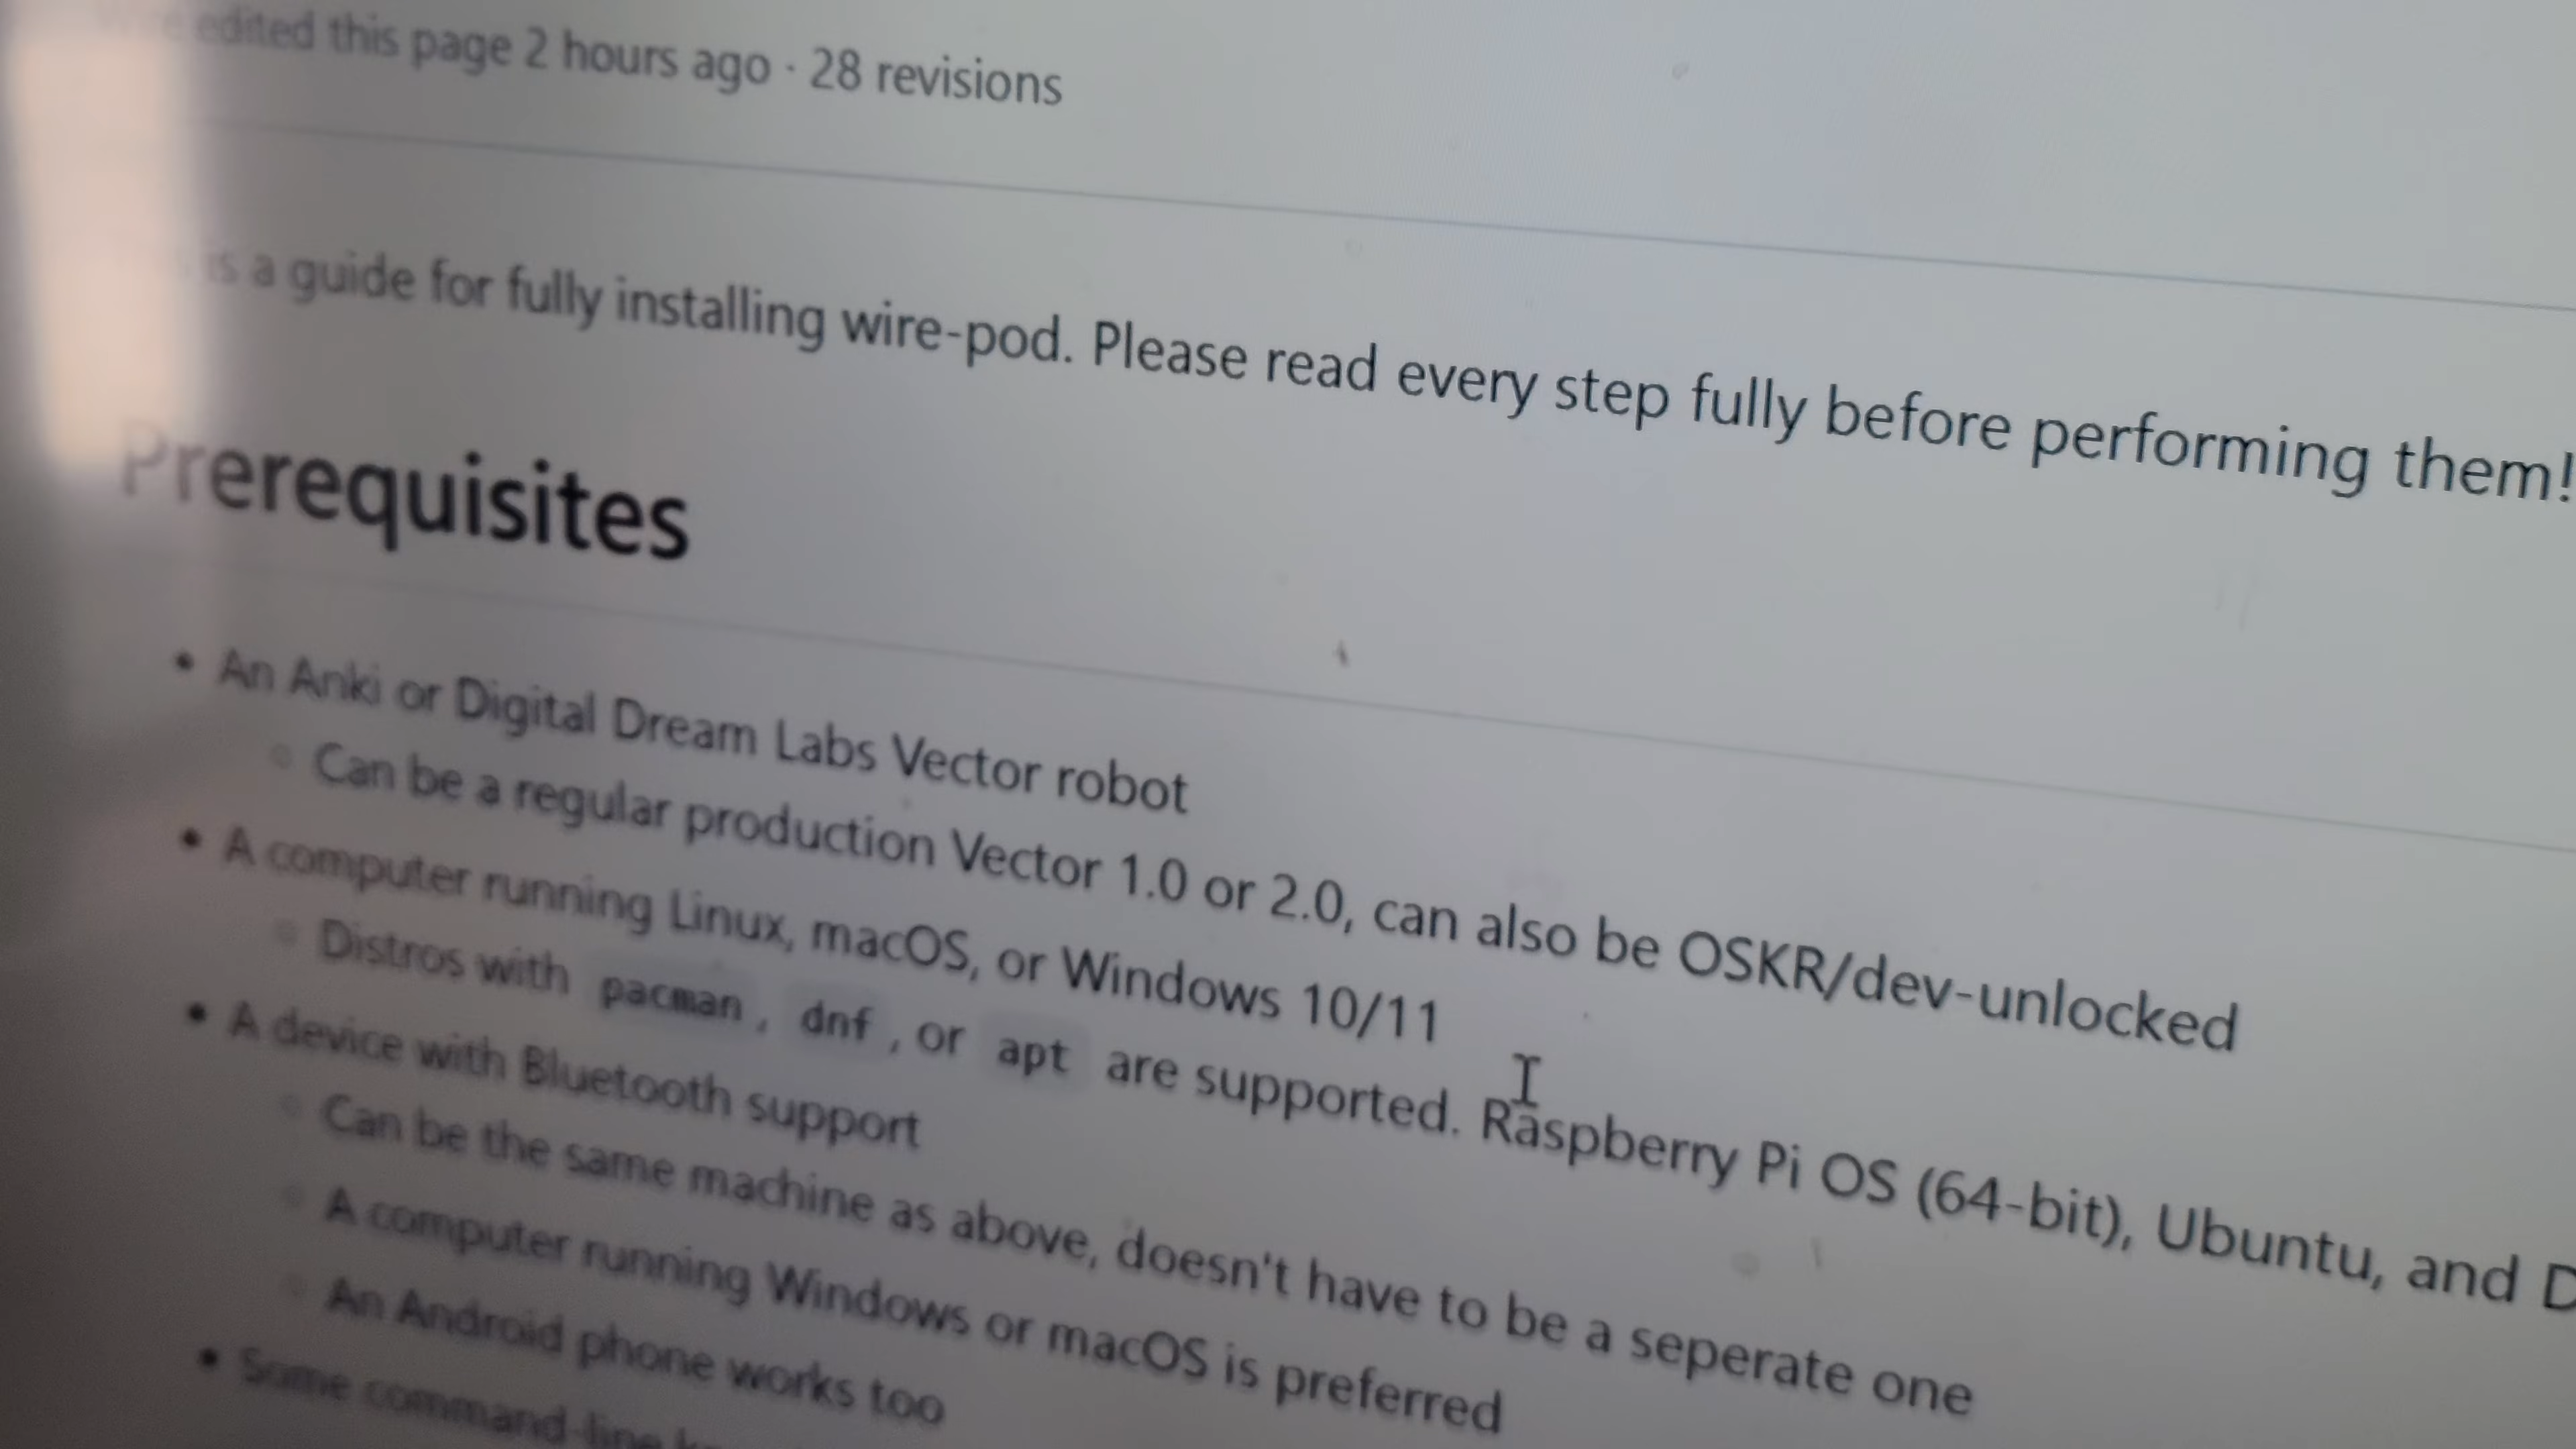 edited this page 2 hours ago · 28 revisions
is a guide for fully installing wire-pod. Please read every step fully before performing them!
Prerequisites
• An Anki or Digital Dream Labs Vector robot
◦ Can be a regular production Vector 1.0 or 2.0, can also be OSKR/dev-unlocked
• A computer running Linux, macOS, or Windows 10/11
◦ Distros with pacman, dnf, or apt are supported. Raspberry Pi OS (64-bit), Ubuntu, and D
• A device with Bluetooth support
◦ Can be the same machine as above, doesn't have to be a seperate one
◦ A computer running Windows or macOS is preferred
◦ An Android phone works too
• Some command-line